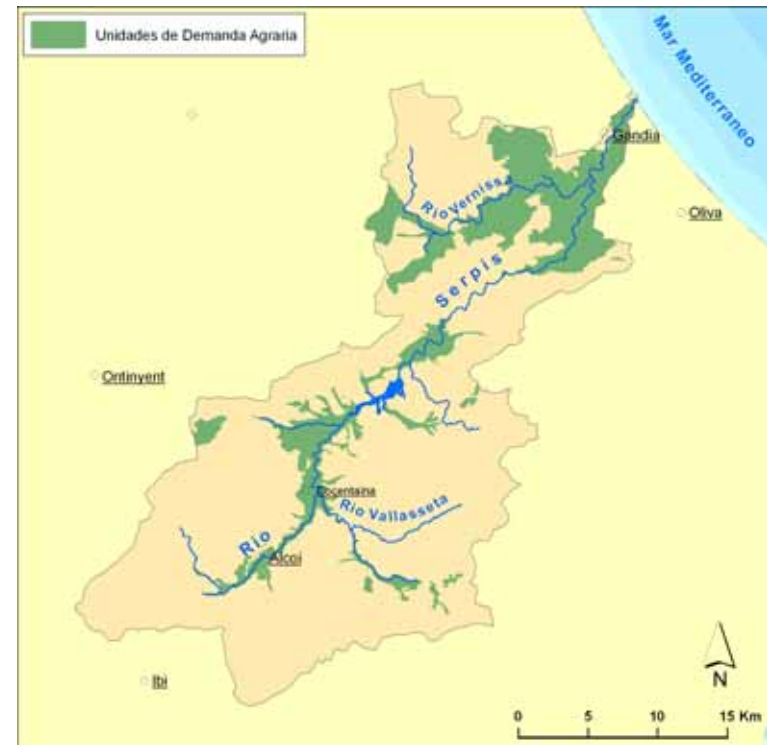 Unidades de Demanda Agraria
Mar Mediterraneo
Gandia
Rio Vernissa
Oliva
Serpis
Ontinyent
Cocentaina
Rio Vallasseta
Rio
Alcoi
Ibi
N
0 5 10 15 Km